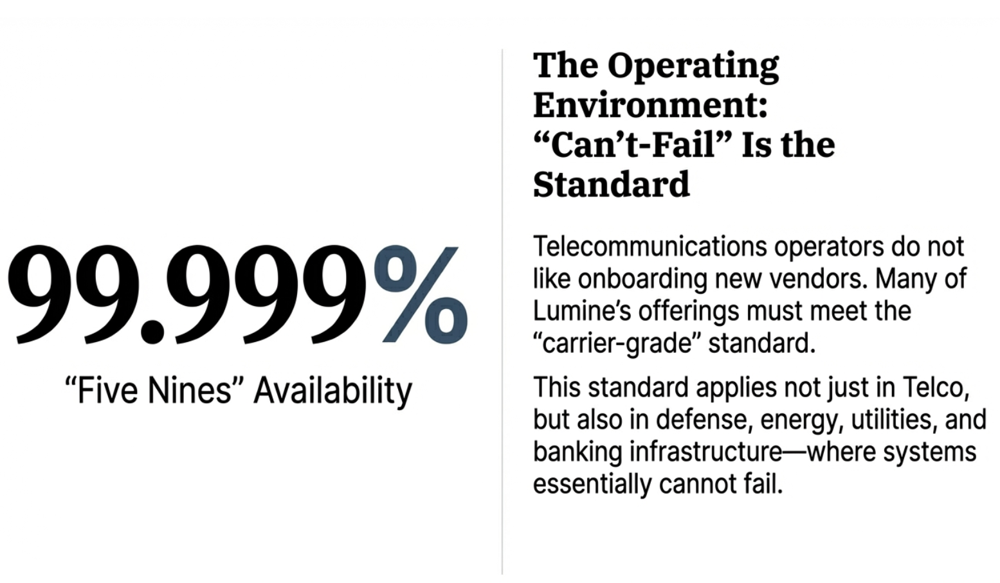 99.999%
“Five Nines” Availability
The Operating
Environment:
“Can’t-Fail” Is the
Standard
Telecommunications operators do not
like onboarding new vendors. Many of
Lumine’s offerings must meet the
“carrier-grade” standard.
This standard applies not just in Telco,
but also in defense, energy, utilities, and
banking infrastructure—where systems
essentially cannot fail.